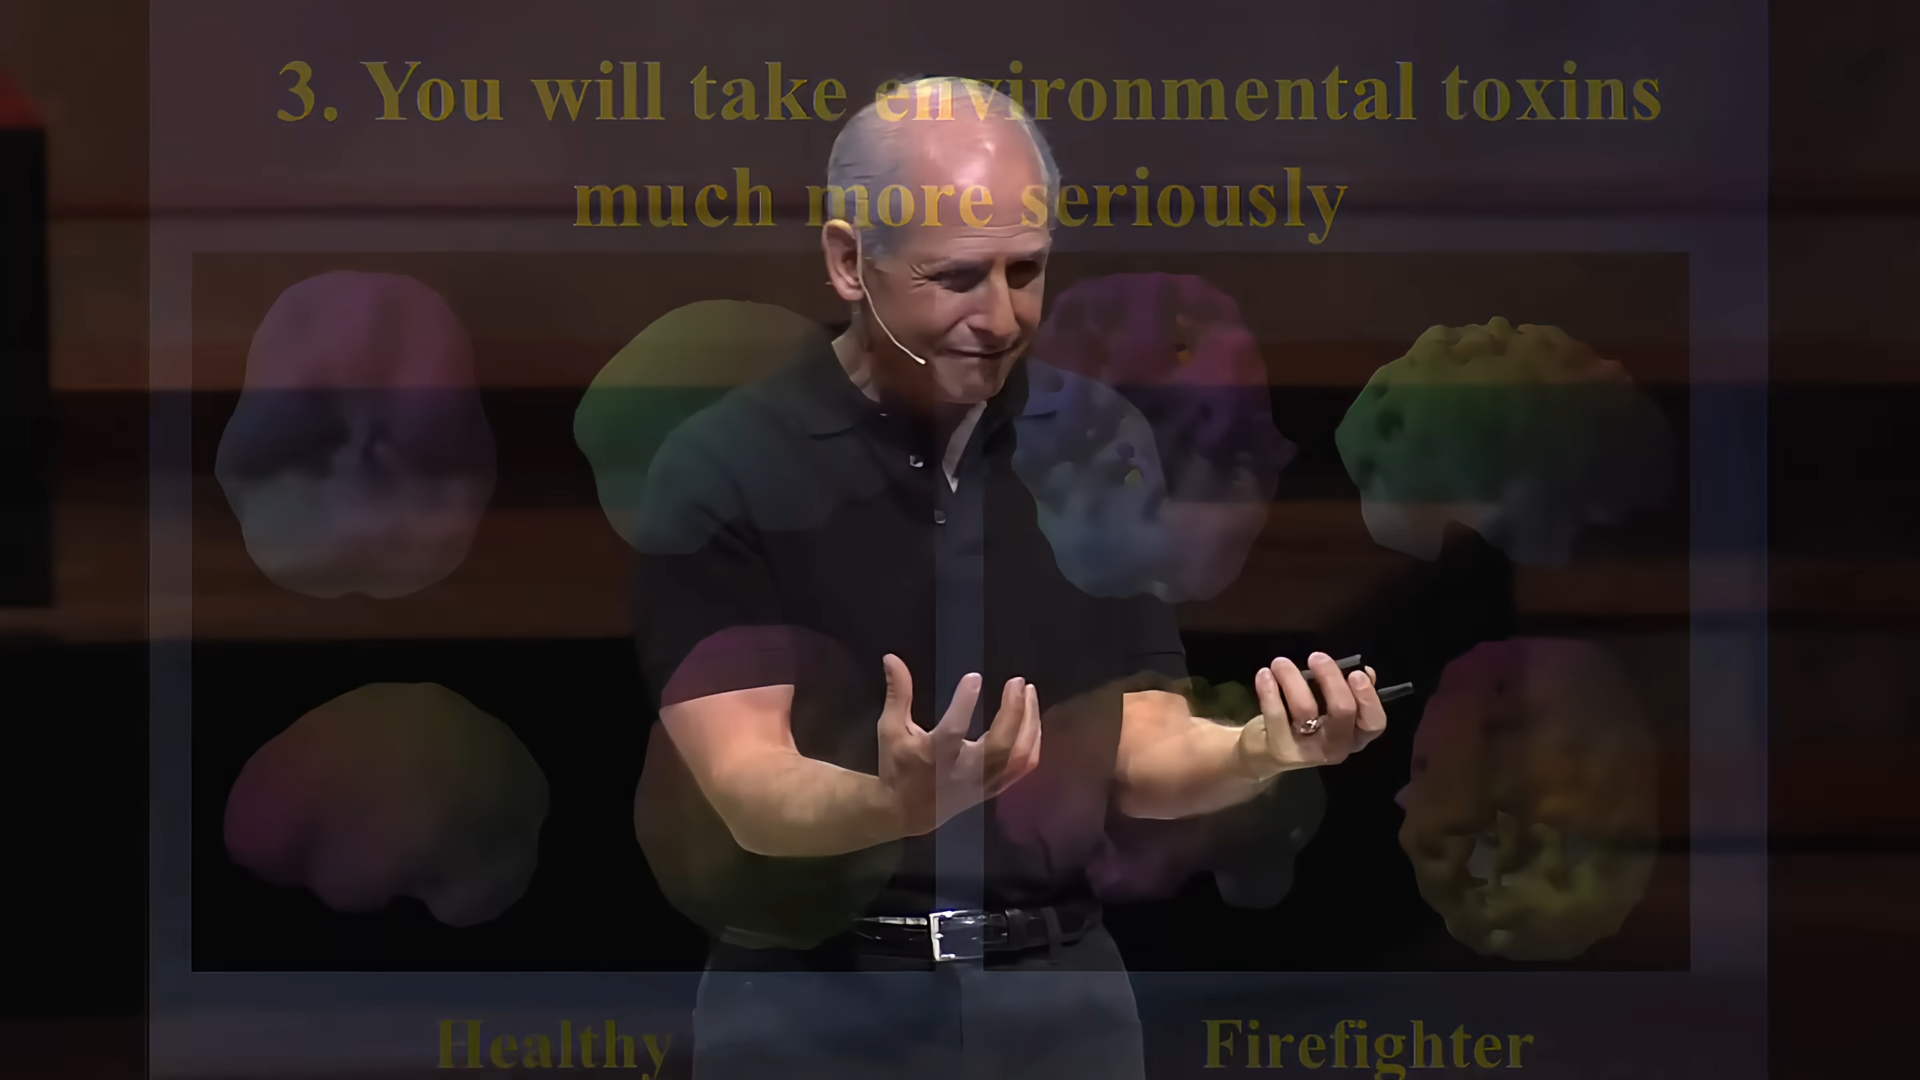 3. You will take environmental toxins
much more seriously
Healthy
Firefighter